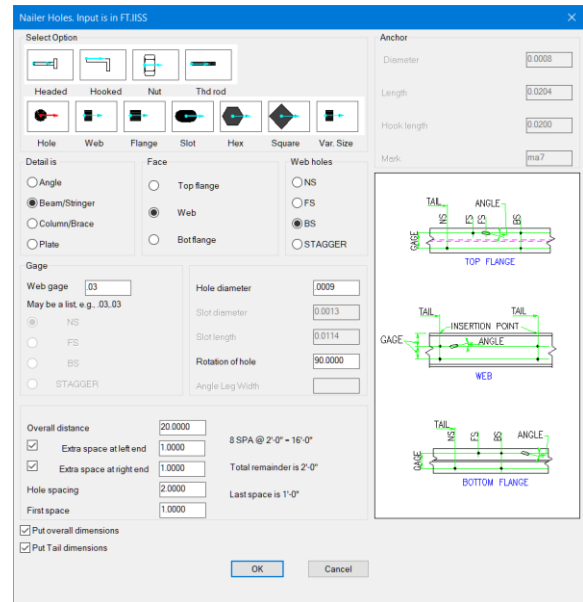 Nailer Holes. Input is in FT.IISS
Select Option
Headed Hooked Nut Thd rod
Hole Web Flange Slot Hex Square Var. Size
Anchor
Diameter 0.0008
Length 0.0204
Hook length 0.0200
Mark ma7
Detail is
Angle
Beam/Stringer
Column/Brace
Plate
Face
Top flange
Web
Bot flange
Web holes
NS
FS
BS
STAGGER
Gage
Web gage .03
May be a list, e.g., .03,.03
NS
FS
BS
STAGGER
Hole diameter .0009
Slot diemeter 0.0013
Slot length 0.0114
Rotation of hole 90.0000
Angle Leg Width
Overall distance 20.0000
Extra space at left end 1.0000
Extra space at right end 1.0000
Hole spacing 2.0000
First space 1.0000
8 SPA @ 2'-0" = 16'-0"
Total remainder is 2'-0"
Last space is 1'-0"
Put overall dimensions
Put Tail dimensions
OK Cancel
TAIL ANGLE
NS FS FS BS
GAGE
TOP FLANGE
TAIL TAIL
INSERTION POINT
GAGE ANGLE
WEB
TAIL
NS FS BS ANGLE
GAGE
BOTTOM FLANGE